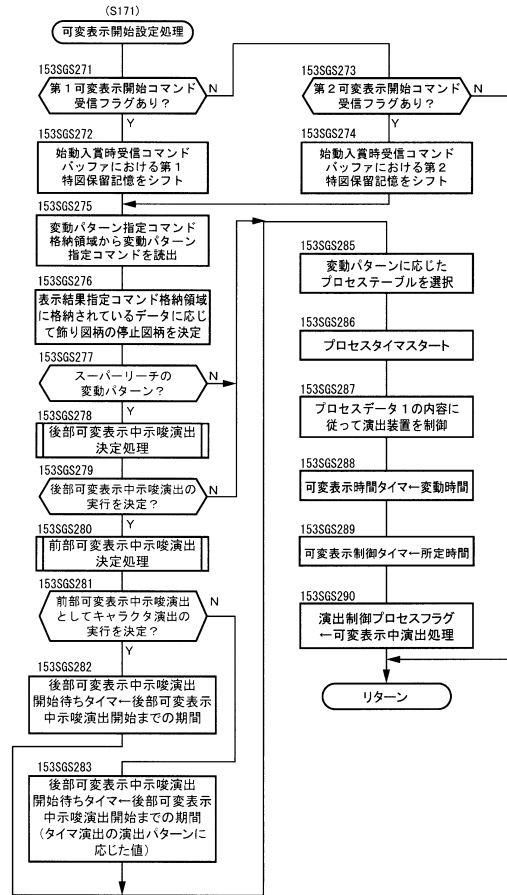 (S171)
可変表示開始設定処理
153SGS271
第1可変表示開始コマンド
受信フラグあり?
N
Y
153SGS273
第2可変表示開始コマンド
受信フラグあり?
N
Y
153SGS272
始動入賞時受信コマンド
バッファにおける第1
特図保留記憶をシフト
153SGS274
始動入賞時受信コマンド
バッファにおける第2
特図保留記憶をシフト
153SGS275
変動パターン指定コマンド
格納領域から変動パターン
指定コマンドを読出
153SGS276
表示結果指定コマンド格納領域
に格納されているデータに応じ
て飾り図柄の停止図柄を決定
153SGS277
スーパーリーチの
変動パターン?
N
Y
153SGS278
後部可変表示中示唆演出
決定処理
153SGS279
後部可変表示中示唆演出の
実行を決定?
N
Y
153SGS280
前部可変表示中示唆演出
決定処理
153SGS281
前部可変表示中示唆演出
としてキャラクタ演出の
実行を決定?
N
Y
153SGS282
後部可変表示中示唆演出
開始待ちタイマ←後部可変表示
中示唆演出開始までの期間
153SGS283
後部可変表示中示唆演出
開始待ちタイマ←後部可変表示
中示唆演出開始までの期間
(タイマ演出の演出パターンに
応じた値)
153SGS285
変動パターンに応じた
プロセステーブルを選択
153SGS286
プロセスタイマスタート
153SGS287
プロセスデータ1の内容に
従って演出装置を制御
153SGS288
可変表示時間タイマ←変動時間
153SGS289
可変表示制御タイマ←所定時間
153SGS290
演出制御プロセスフラグ
←可変表示中演出処理
リターン